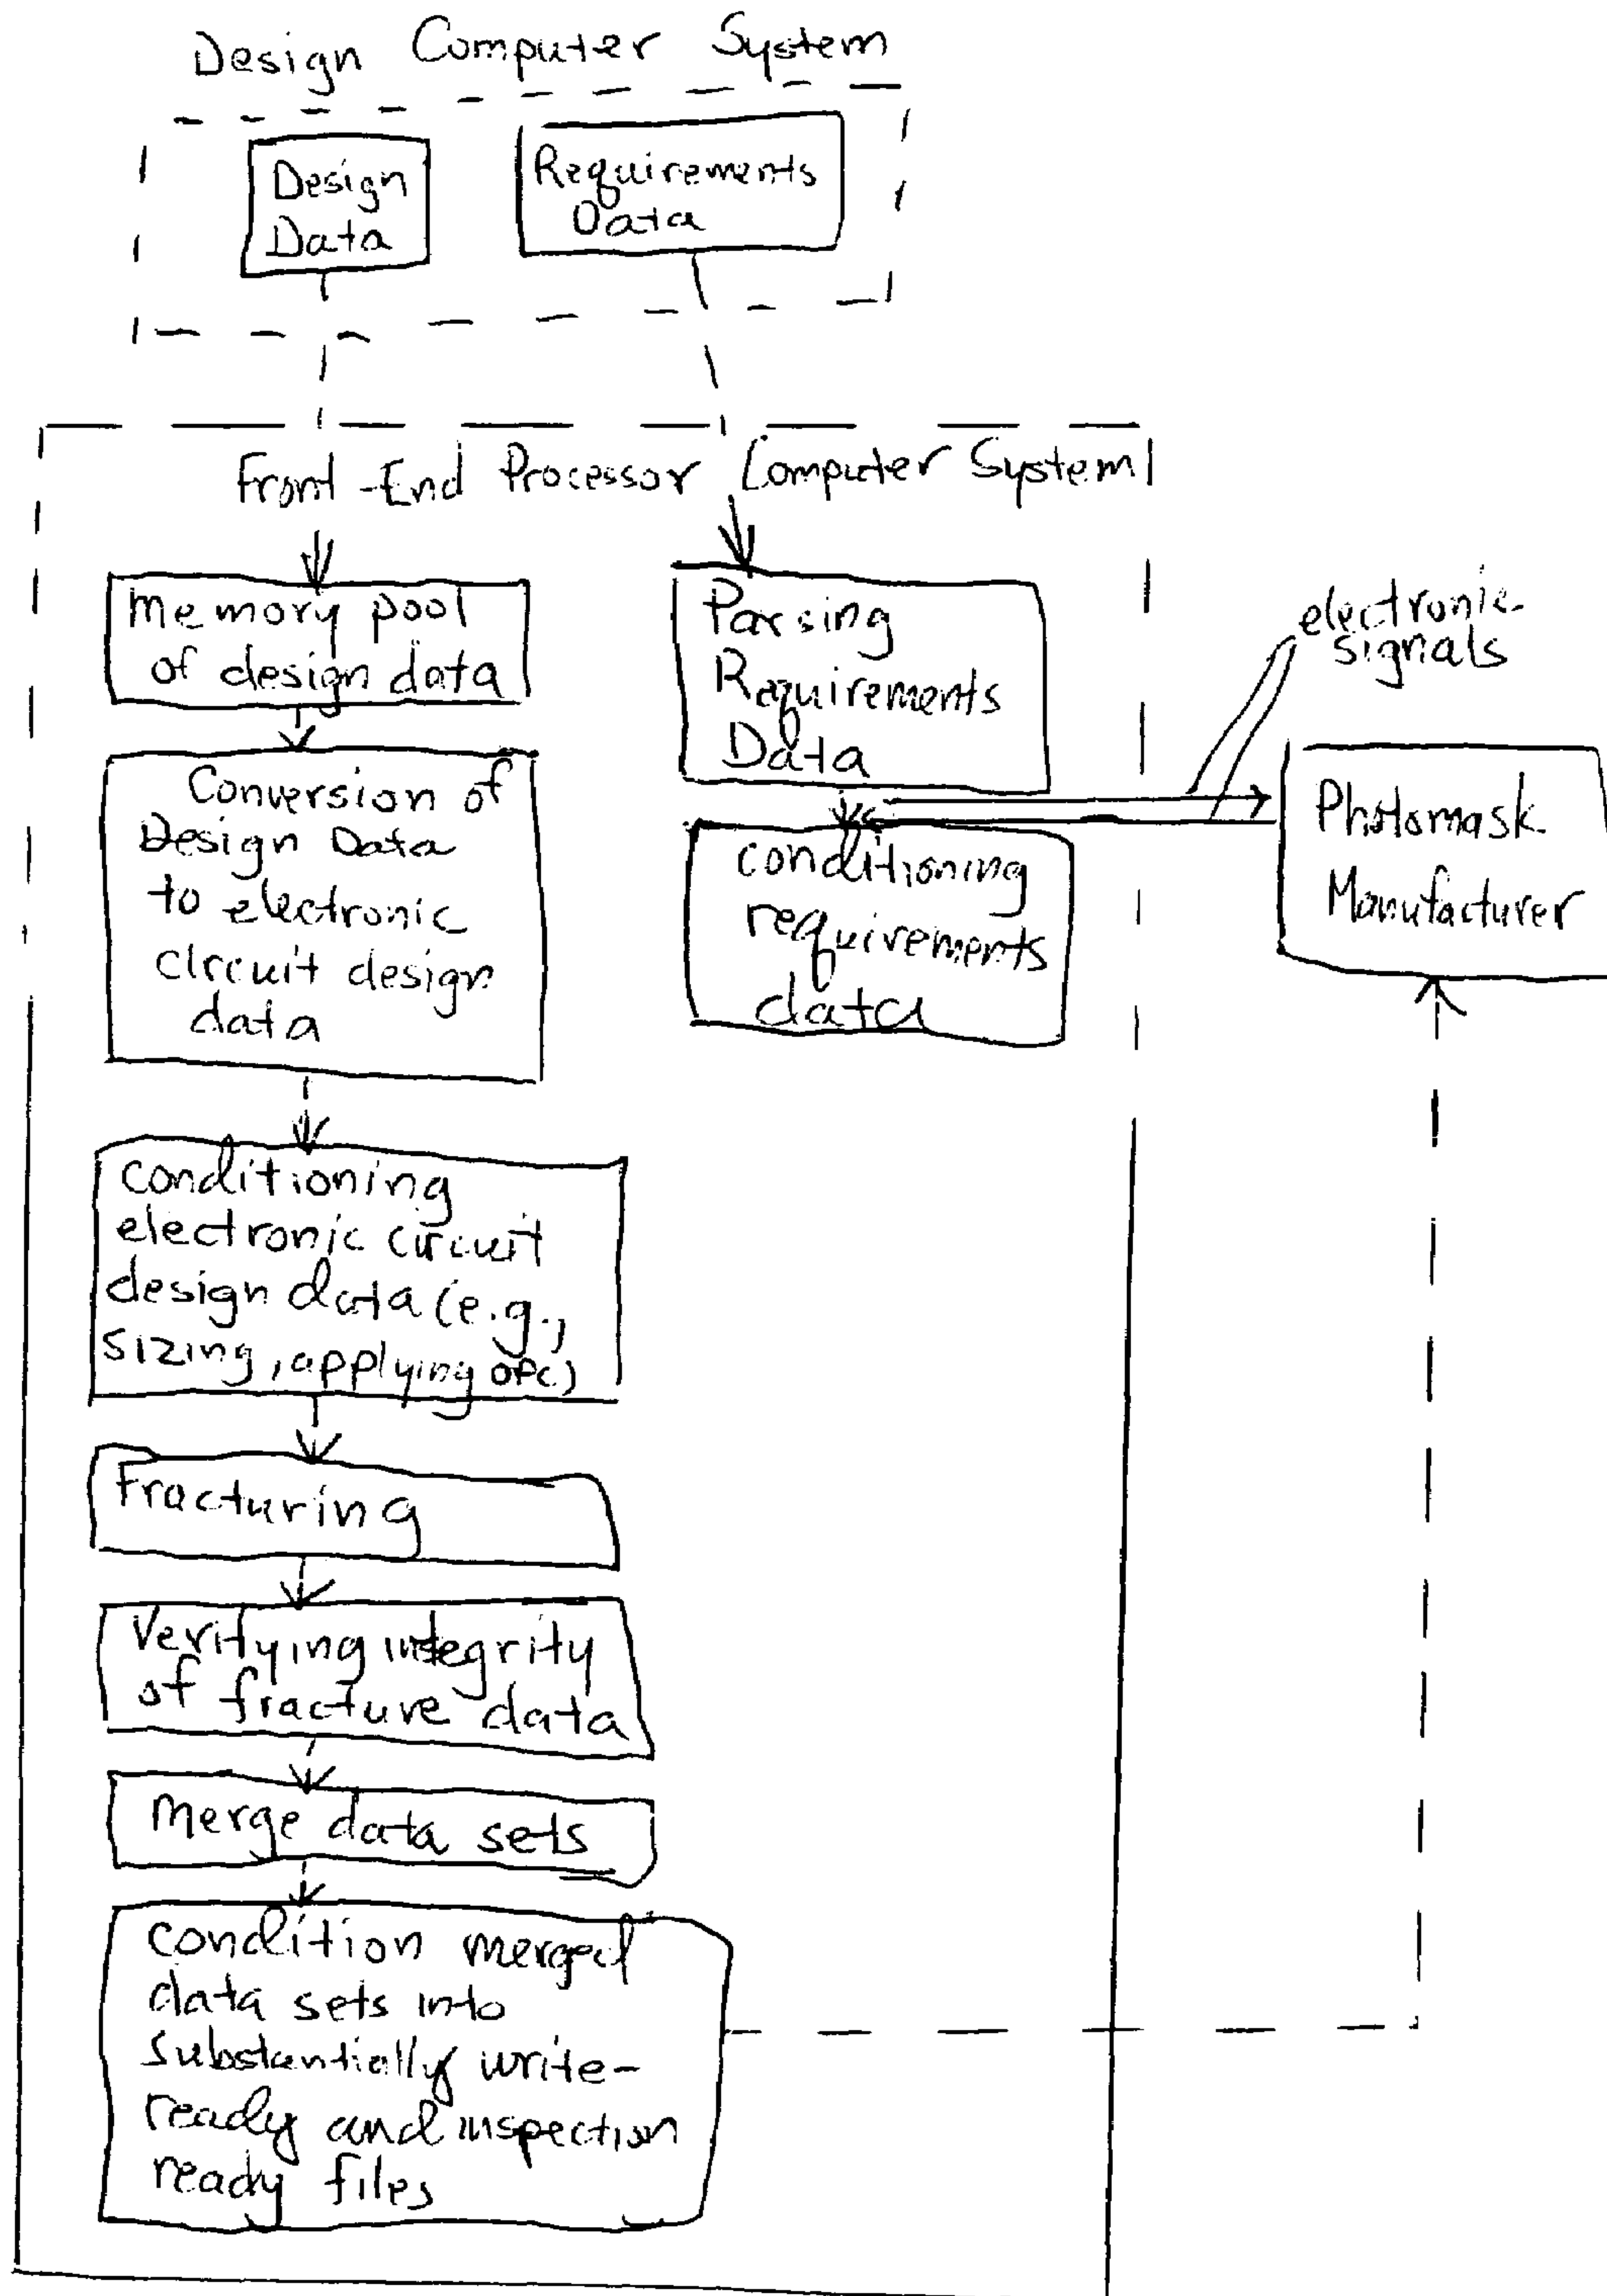 Design Computer System
Design
Data
Requirements
Data
Front-End Processor Computer System
Memory pool
of design data
Parsing
Requirements
Data
electronic
signals
Conversion of
Design Data
to electronic
circuit design
data
conditioning
requirements
data
Photomask
Manufacturer
conditioning
electronic circuit
design data (e.g.,
sizing, applying OPC)
Fracturing
Verifying integrity
of fracture data
Merge data sets
condition merged
data sets into
substantially write-
ready and inspection
ready files